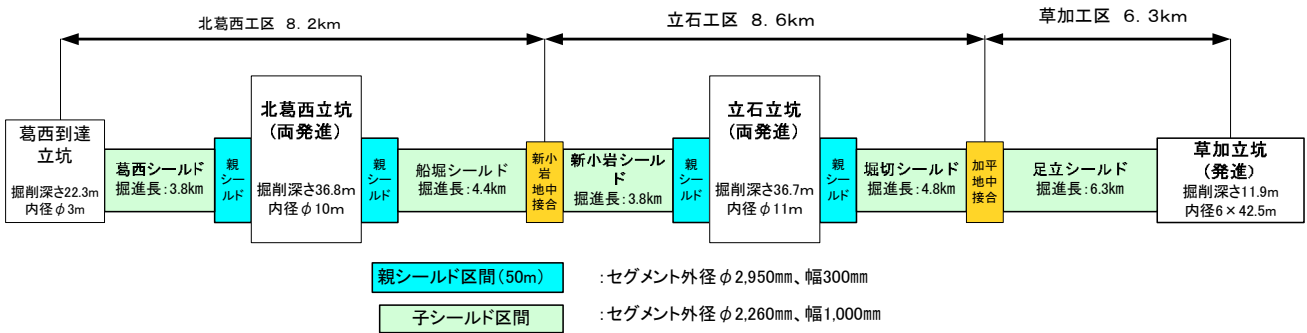 北葛西工区 8.2km
立石工区 8.6km
草加工区 6.3km
葛西到達
立坑
掘削深さ22.3m
内径φ3m
葛西シールド
掘進長:3.8km
親シールド
北葛西立坑
(両発進)
掘削深さ36.8m
内径φ10m
親シールド
船堀シールド
掘進長:4.4km
新小
岩
地中
接合
新小岩シール
ド
掘進長:3.8km
親シールド
立石立坑
(両発進)
掘削深さ36.7m
内径φ11m
親シールド
堀切シールド
掘進長:4.8km
加平
地中
接合
足立シールド
掘進長:6.3km
草加立坑
(発進)
掘削深さ11.9m
内径6×42.5m
親シールド区間(50m)
:セグメント外径φ2,950mm、幅300mm
子シールド区間
:セグメント外径φ2,260mm、幅1,000mm